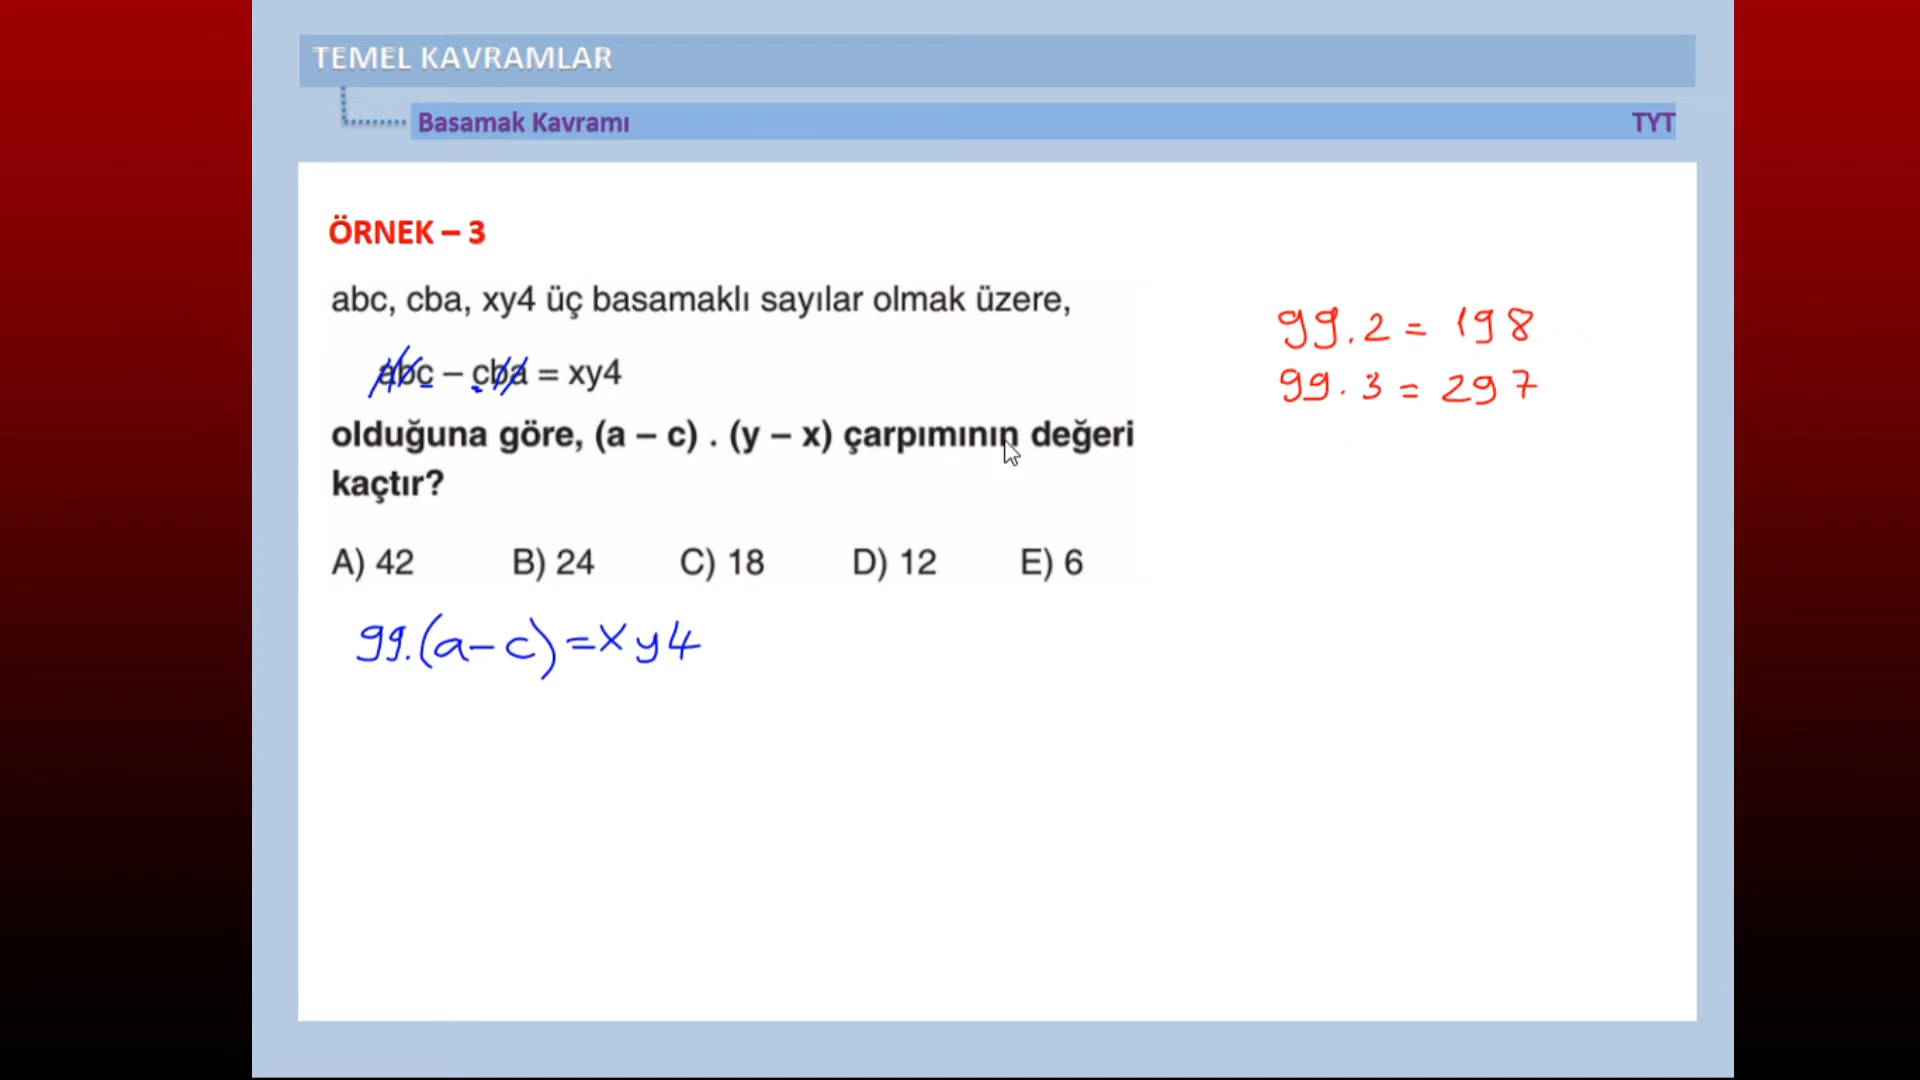 TEMEL KAVRAMLAR
Basamak Kavramı TYT
ÖRNEK – 3
abc, cba, xy4 üç basamaklı sayılar olmak üzere,
abc – cba = xy4
olduğuna göre, (a – c) . (y – x) çarpımının değeri
kaçtır?
A) 42 B) 24 C) 18 D) 12 E) 6
99.(a-c)=xy4
99.2 = 198
99.3 = 297